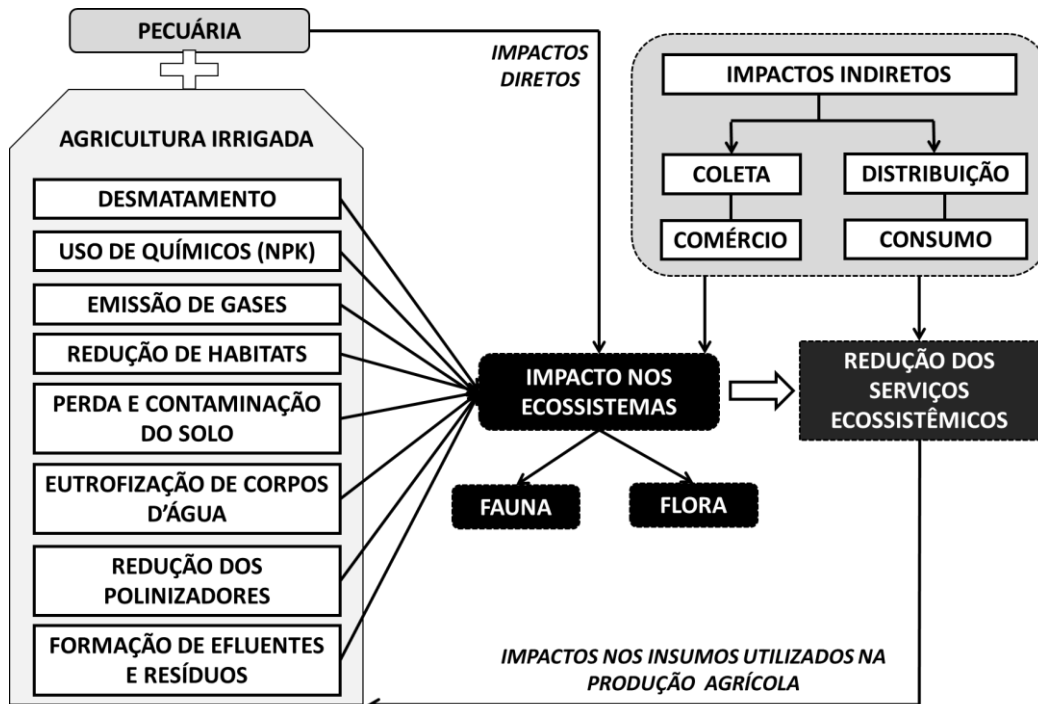 PECUÁRIA
AGRICULTURA IRRIGADA
DESMATAMENTO
USO DE QUÍMICOS (NPK)
EMISSÃO DE GASES
REDUÇÃO DE HABITATS
PERDA E CONTAMINAÇÃO
DO SOLO
EUTROFIZAÇÃO DE CORPOS
D'ÁGUA
REDUÇÃO DOS
POLINIZADORES
FORMAÇÃO DE EFLUENTES
E RESÍDUOS
IMPACTOS
DIRETOS
IMPACTOS INDIRETOS
COLETA
DISTRIBUIÇÃO
COMÉRCIO
CONSUMO
IMPACTO NOS
ECOSSISTEMAS
REDUÇÃO DOS
SERVIÇOS
ECOSSISTÊMICOS
FAUNA
FLORA
IMPACTOS NOS INSUMOS UTILIZADOS NA
PRODUÇÃO AGRÍCOLA